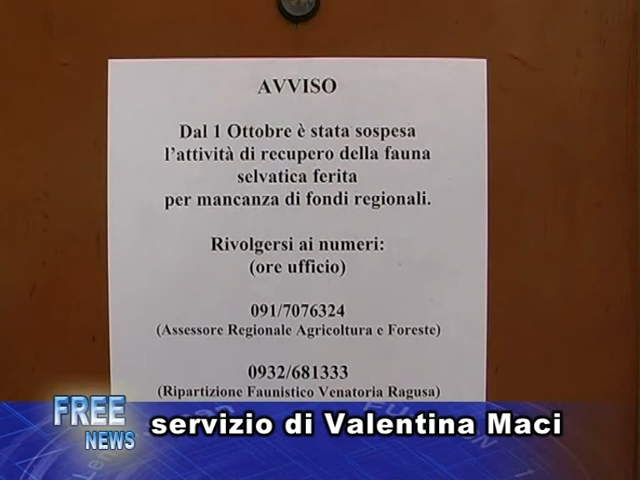 AVVISO
Dal 1 Ottobre è stata sospesa
l'attività di recupero della fauna
selvatica ferita
per mancanza di fondi regionali.
Rivolgersi ai numeri:
(ore ufficio)
091/7076324
(Assessore Regionale Agricoltura e Foreste)
0932/681333
(Ripartizione Faunistico Venatoria Ragusa)
FREE
NEWS
servizio di Valentina Maci